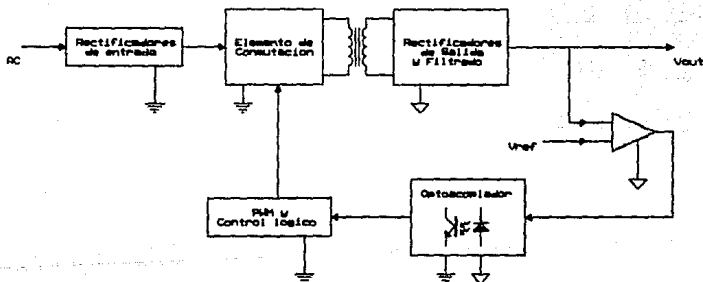 AC
Rectificadores
de entrada
Elemento de
Conmutacion
Rectificadores
de Salida
y Filtrado
Vout
Vref
Optoacoplador
PWM y
Control logico